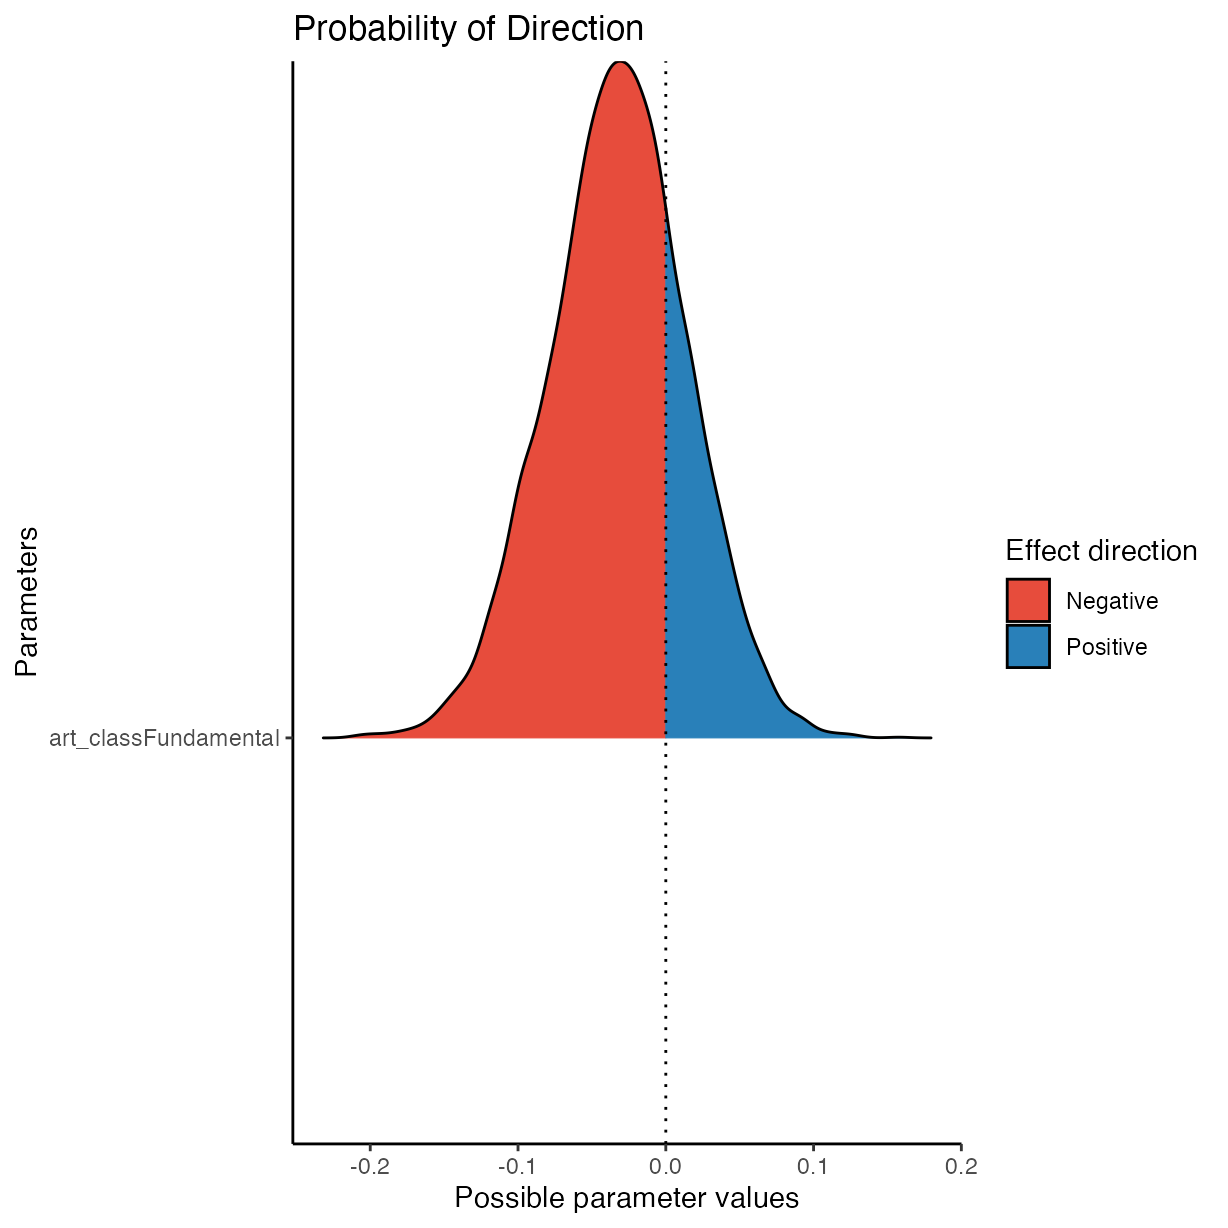 Probability of Direction
Parameters
art_classFundamental
-0.2
-0.1
0.0
0.1
0.2
Possible parameter values
Effect direction
Negative
Positive